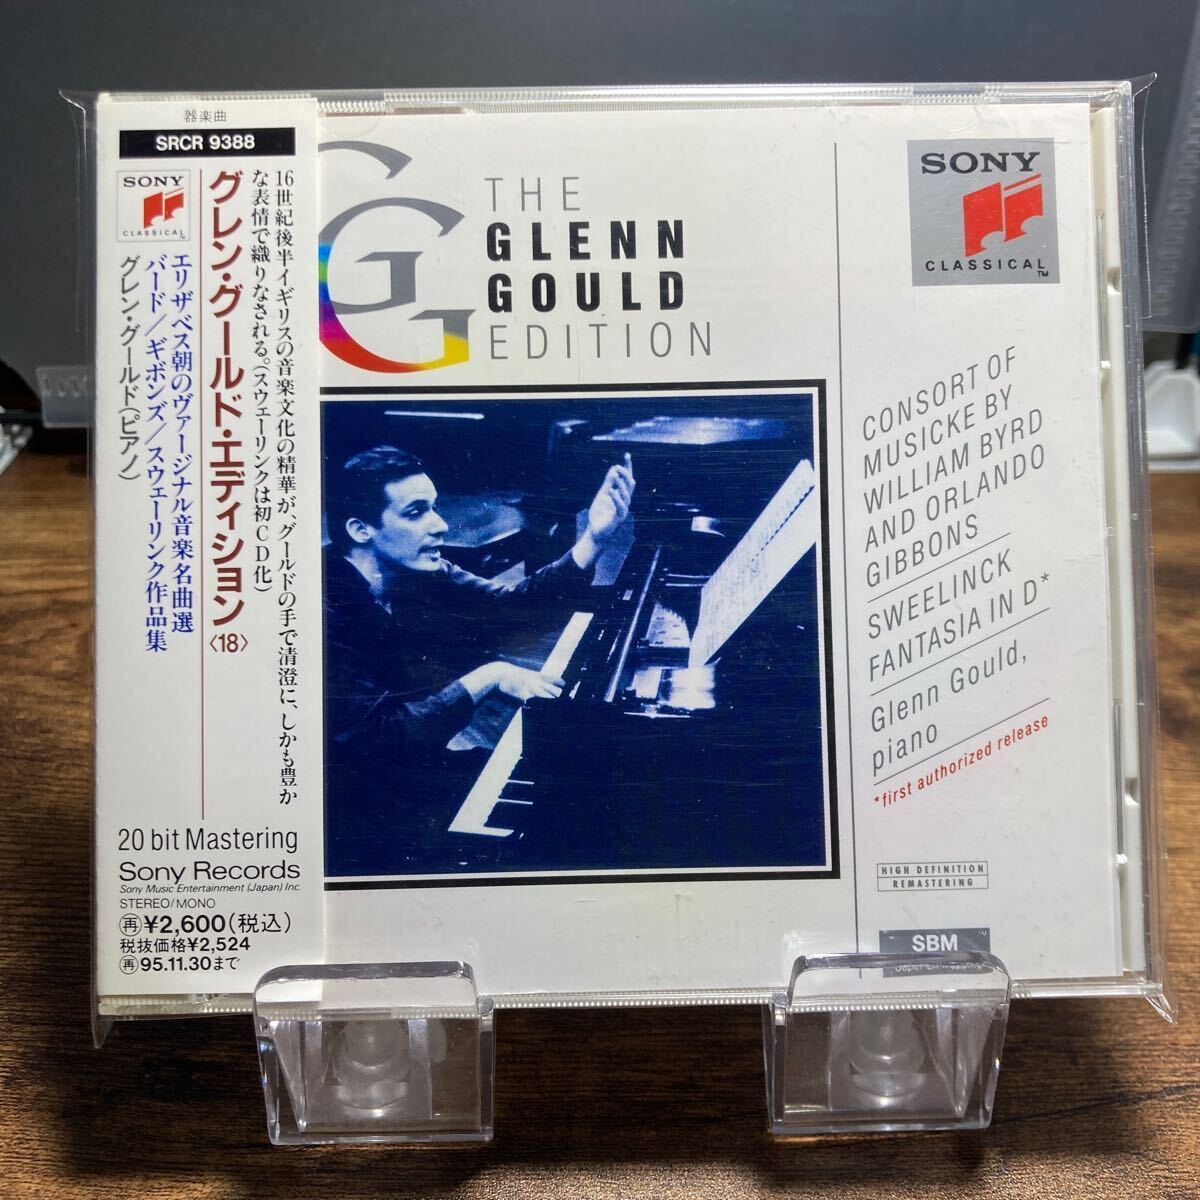 器楽曲
SRCR 9388
SONY
CLASSICAL™
16世紀後半イギリスの音楽文化の精華が、グールドの手で清澄に、しかも豊か
な表情で織りなされる。(スウェーリンクは初CD化)
グレン・グールド・エディション〈18〉
エリザベス朝のヴァージナル音楽名曲選
バード/ギボンズ/スウェーリンク作品集
グレン・グールド(ピアノ)
20 bit Mastering
Sony Records
Sony Music Entertainment (Japan) Inc.
STEREO/MONO
再¥2,600(税込)
税抜価格¥2,524
再95.11.30まで
GG
THE
GLENN
GOULD
EDITION
SONY
CLASSICAL™
CONSORT OF
MUSICKE BY
WILLIAM BYRD
AND ORLANDO
GIBBONS
SWEELINCK
FANTASIA IN D*
Glenn Gould,
piano
*first authorized release
HIGH DEFINITION
REMASTERING
SBM